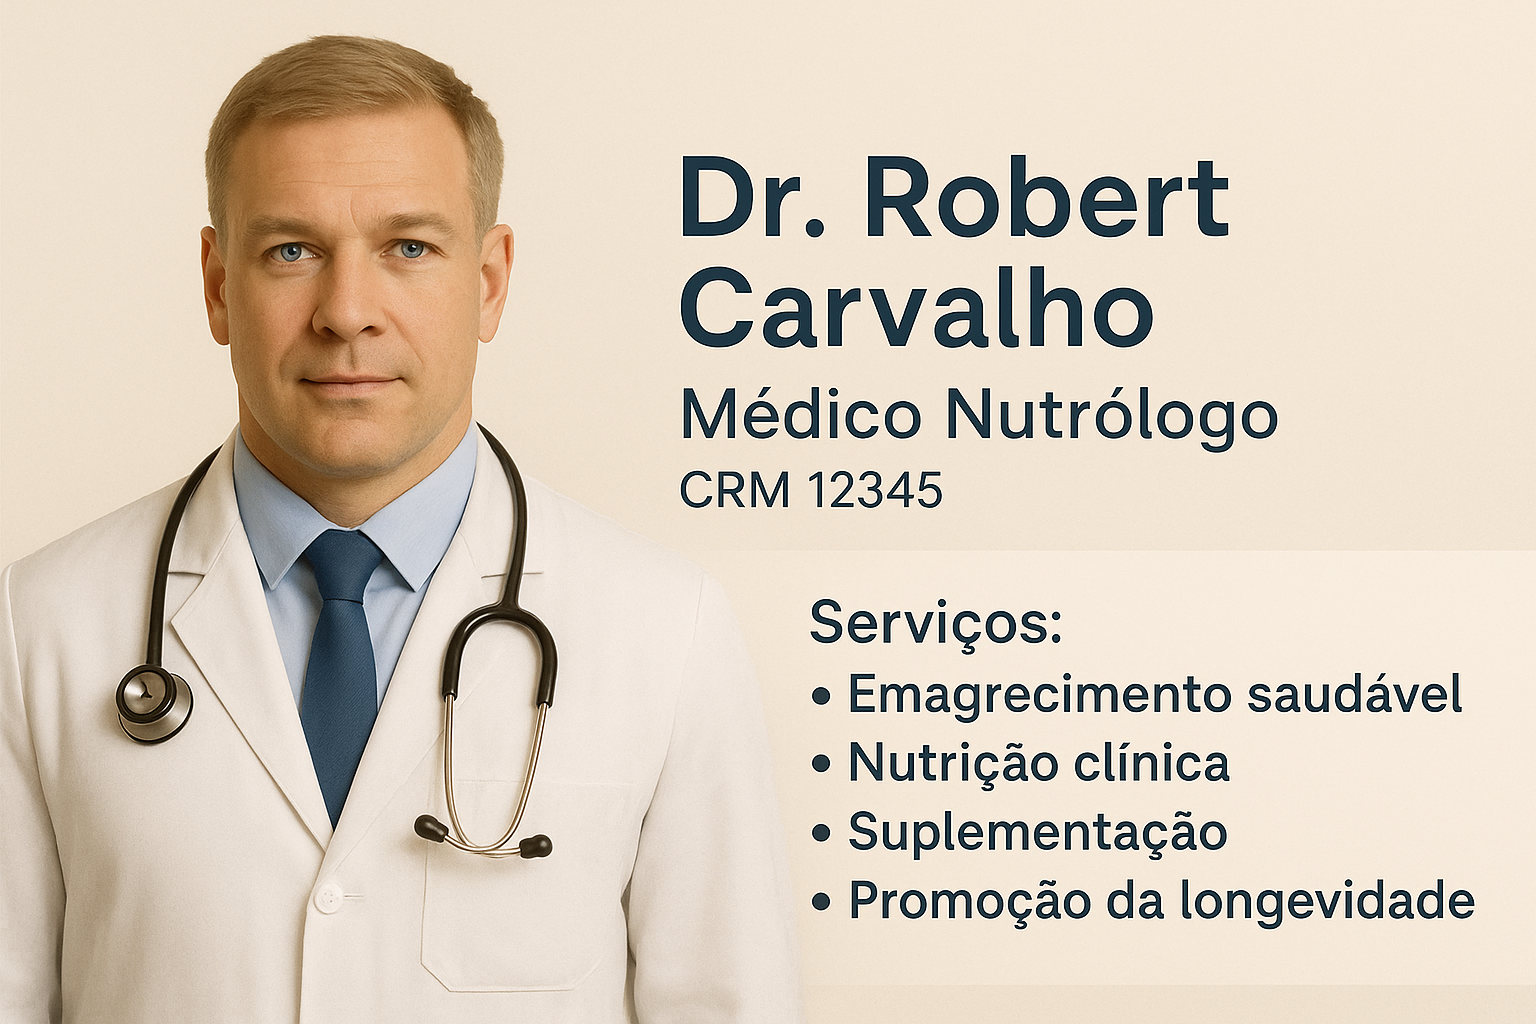 Dr. Robert
Carvalho
Médico Nutrólogo
CRM 12345
Serviços:
• Emagrecimento saudável
• Nutrição clínica
• Suplementação
• Promoção da longevidade